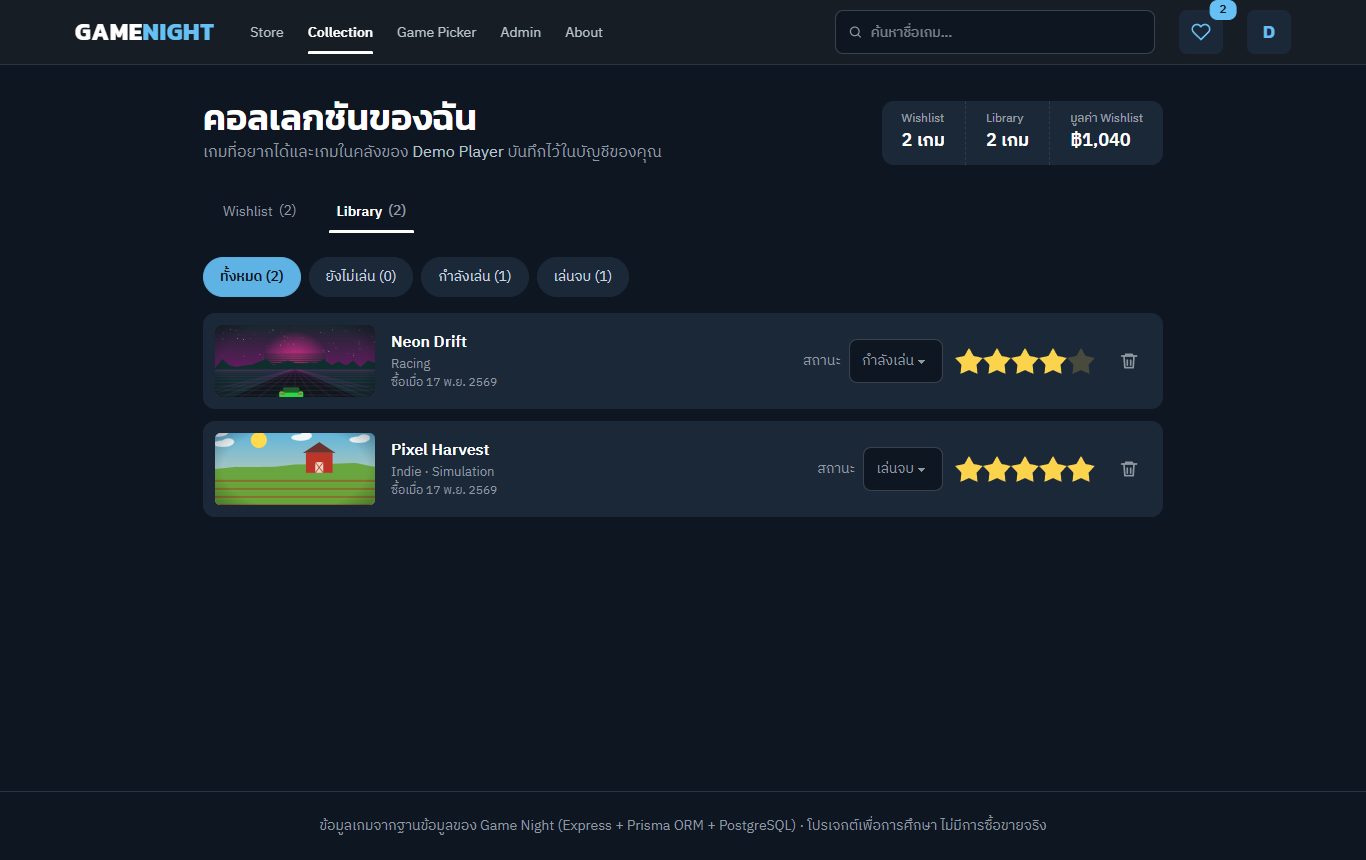 GAMENIGHT
Store
Collection
Game Picker
Admin
About
ค้นหาชื่อเกม...
2
D
คอลเลกชันของฉัน
เกมที่อยากได้และเกมในคลังของ Demo Player บันทึกไว้ในบัญชีของคุณ
Wishlist
2 เกม
Library
2 เกม
มูลค่า Wishlist
฿1,040
Wishlist (2)
Library (2)
ทั้งหมด (2)
ยังไม่เล่น (0)
กำลังเล่น (1)
เล่นจบ (1)
Neon Drift
Racing
ซื้อเมื่อ 17 พ.ย. 2569
สถานะ
กำลังเล่น
Pixel Harvest
Indie · Simulation
ซื้อเมื่อ 17 พ.ย. 2569
สถานะ
เล่นจบ
ข้อมูลเกมจากฐานข้อมูลของ Game Night (Express + Prisma ORM + PostgreSQL) · โปรเจกต์เพื่อการศึกษา ไม่มีการซื้อขายจริง